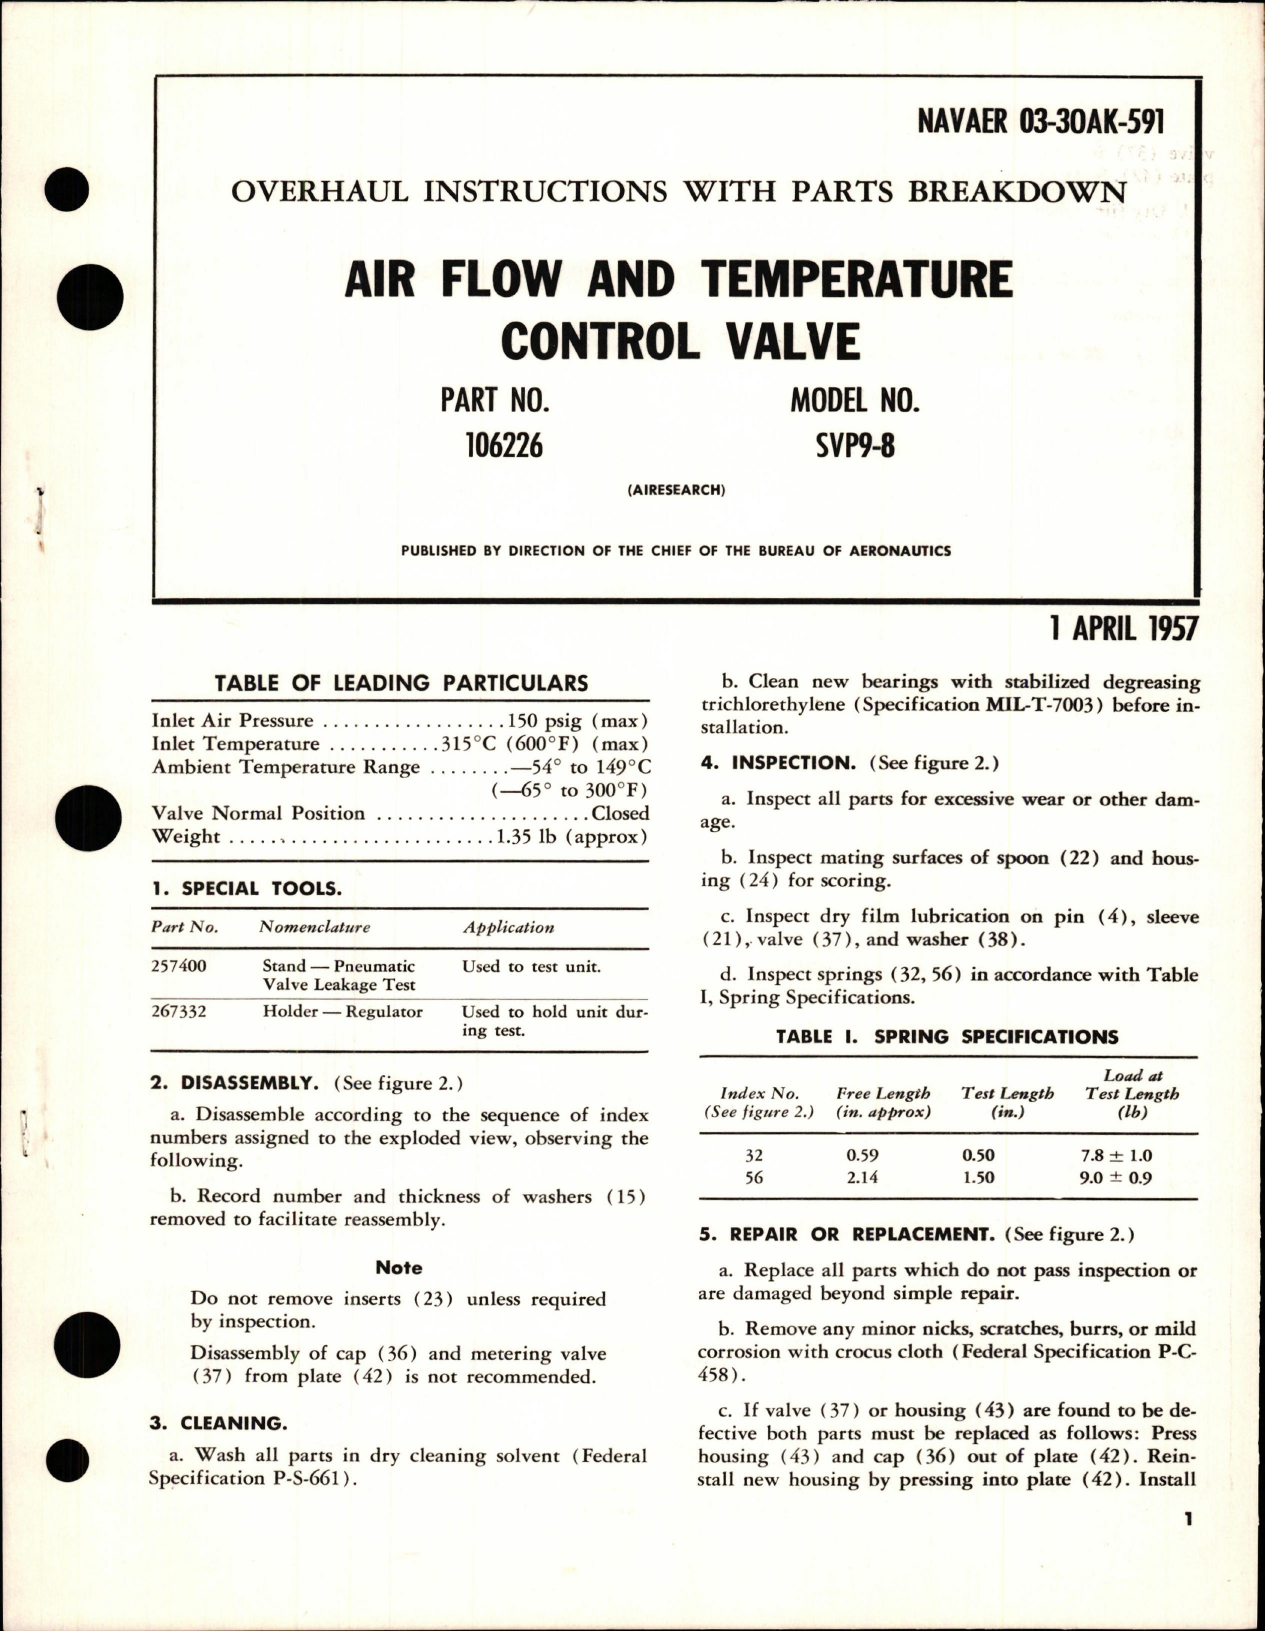 NAVAER 03-30AK-591
OVERHAUL INSTRUCTIONS WITH PARTS BREAKDOWN
AIR FLOW AND TEMPERATURE
CONTROL VALVE
PART NO. MODEL NO.
106226 SVP9-8
(AIRESEARCH)
PUBLISHED BY DIRECTION OF THE CHIEF OF THE BUREAU OF AERONAUTICS
1 APRIL 1957
TABLE OF LEADING PARTICULARS
Inlet Air Pressure ..................150 psig (max)
Inlet Temperature ...........315°C (600°F) (max)
Ambient Temperature Range ........—54° to 149°C
(—65° to 300°F)
Valve Normal Position .....................Closed
Weight ..........................1.35 lb (approx)
1. SPECIAL TOOLS.
Part No. Nomenclature Application
257400 Stand — Pneumatic Used to test unit.
Valve Leakage Test
267332 Holder — Regulator Used to hold unit dur-
ing test.
2. DISASSEMBLY. (See figure 2.)
a. Disassemble according to the sequence of index
numbers assigned to the exploded view, observing the
following.
b. Record number and thickness of washers (15)
removed to facilitate reassembly.
Note
Do not remove inserts (23) unless required
by inspection.
Disassembly of cap (36) and metering valve
(37) from plate (42) is not recommended.
3. CLEANING.
a. Wash all parts in dry cleaning solvent (Federal
Specification P-S-661).
b. Clean new bearings with stabilized degreasing
trichlorethylene (Specification MIL-T-7003) before in-
stallation.
4. INSPECTION. (See figure 2.)
a. Inspect all parts for excessive wear or other dam-
age.
b. Inspect mating surfaces of spoon (22) and hous-
ing (24) for scoring.
c. Inspect dry film lubrication on pin (4), sleeve
(21), valve (37), and washer (38).
d. Inspect springs (32, 56) in accordance with Table
I, Spring Specifications.
TABLE I. SPRING SPECIFICATIONS
Load at
Index No. Free Length Test Length Test Length
(See figure 2.) (in. approx) (in.) (lb)
32 0.59 0.50 7.8 ± 1.0
56 2.14 1.50 9.0 ± 0.9
5. REPAIR OR REPLACEMENT. (See figure 2.)
a. Replace all parts which do not pass inspection or
are damaged beyond simple repair.
b. Remove any minor nicks, scratches, burrs, or mild
corrosion with crocus cloth (Federal Specification P-C-
458).
c. If valve (37) or housing (43) are found to be de-
fective both parts must be replaced as follows: Press
housing (43) and cap (36) out of plate (42). Rein-
stall new housing by pressing into plate (42). Install
1